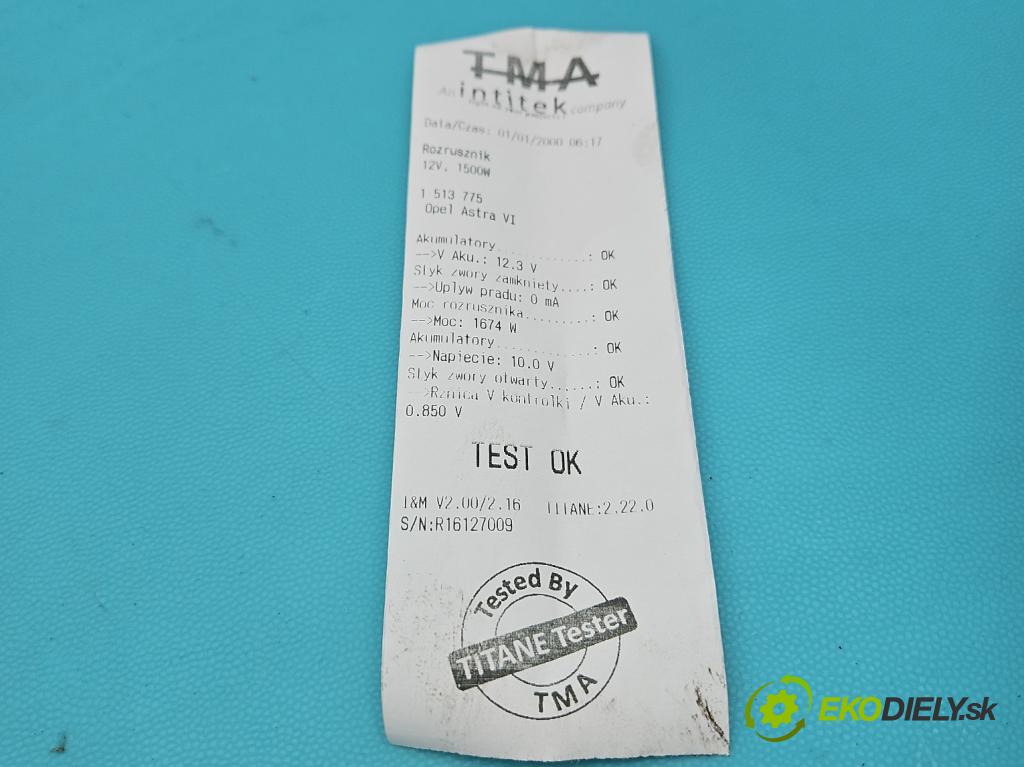 TMA
An intitek company
Data/Czas: 01/01/2000 06:17
Rozrusznik
12V, 1500W
1 513 775
Opel Astra VI
Akumulatory.............: OK
-->V Aku.: 12.3 V
Styk zwory zamkniety....: OK
-->Uplyw pradu: 0 mA
Moc rozrusznika.........: OK
-->Moc: 1674 W
Akumulatory.............: OK
-->Napiecie: 10.0 V
Styk zwory otwarty......: OK
-->Rznica V kontrolki / V Aku.:
0.850 V
TEST OK
I&M V2.00/2.16 TITANE:2.22.0
S/N:R16127009
Tested By
TITANE Tester
TMA
EKODIELY.sk